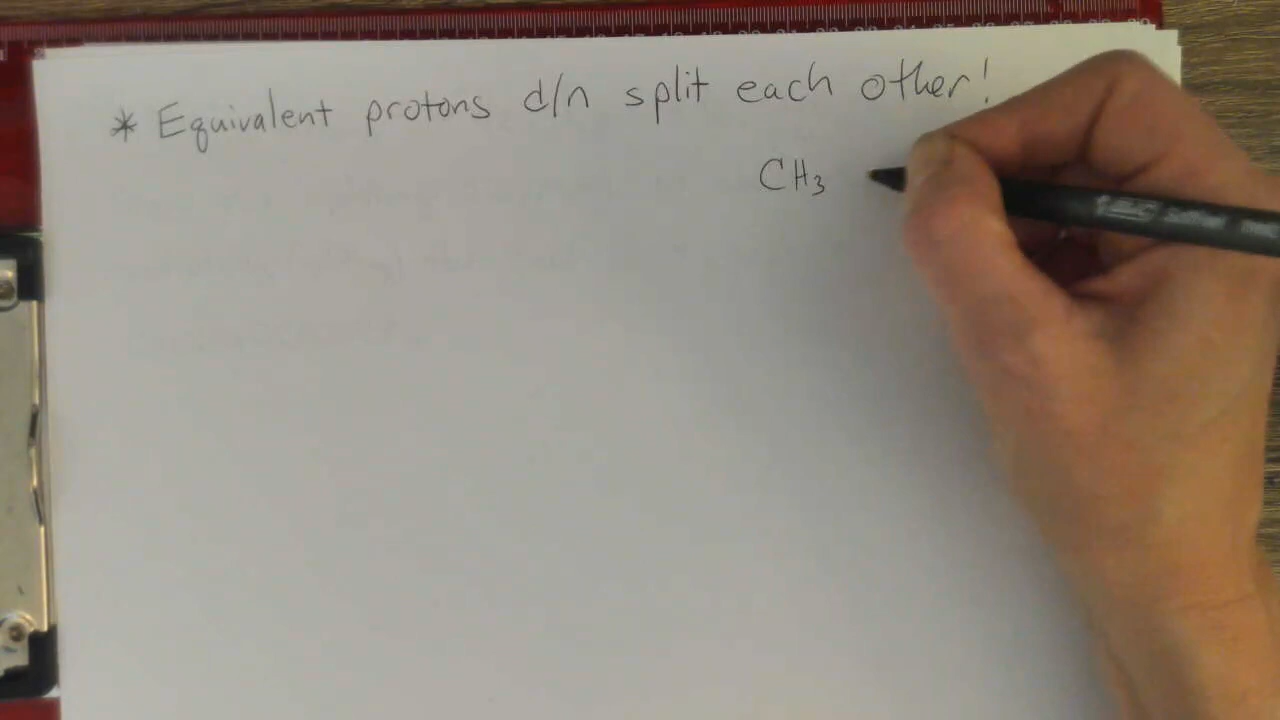 * Equivalent protons d/n split each other!
CH₃